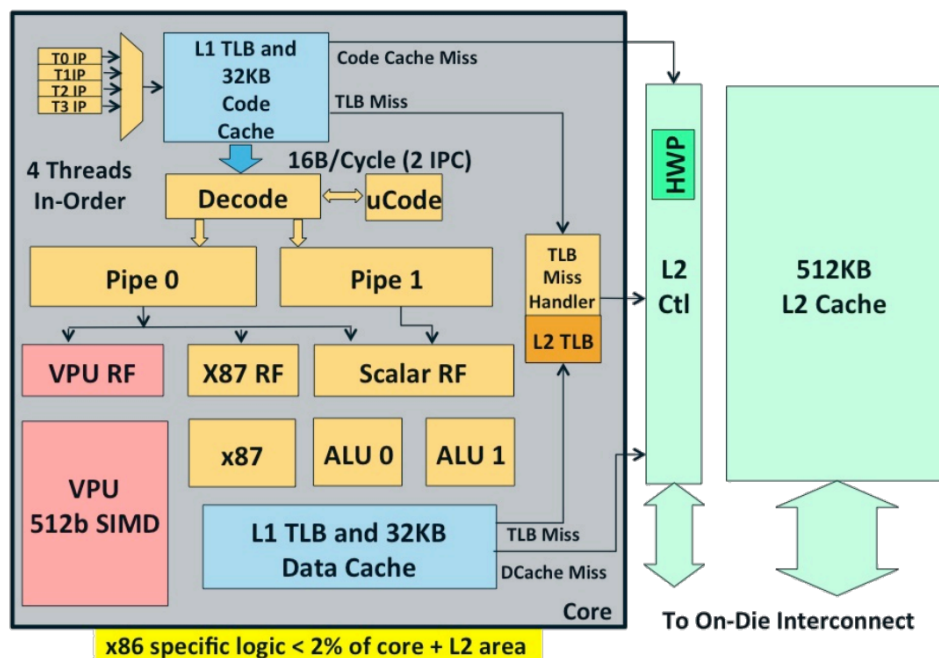 T0 IP
T1IP
T2 IP
T3 IP
L1 TLB and
32KB
Code
Cache
Code Cache Miss
TLB Miss
4 Threads
In-Order
16B/Cycle (2 IPC)
Decode
uCode
Pipe 0
Pipe 1
TLB
Miss
Handler
L2 TLB
HWP
L2
Ctl
512KB
L2 Cache
VPU RF
X87 RF
Scalar RF
VPU
512b SIMD
x87
ALU 0
ALU 1
L1 TLB and 32KB
Data Cache
TLB Miss
DCache Miss
Core
To On-Die Interconnect
x86 specific logic < 2% of core + L2 area